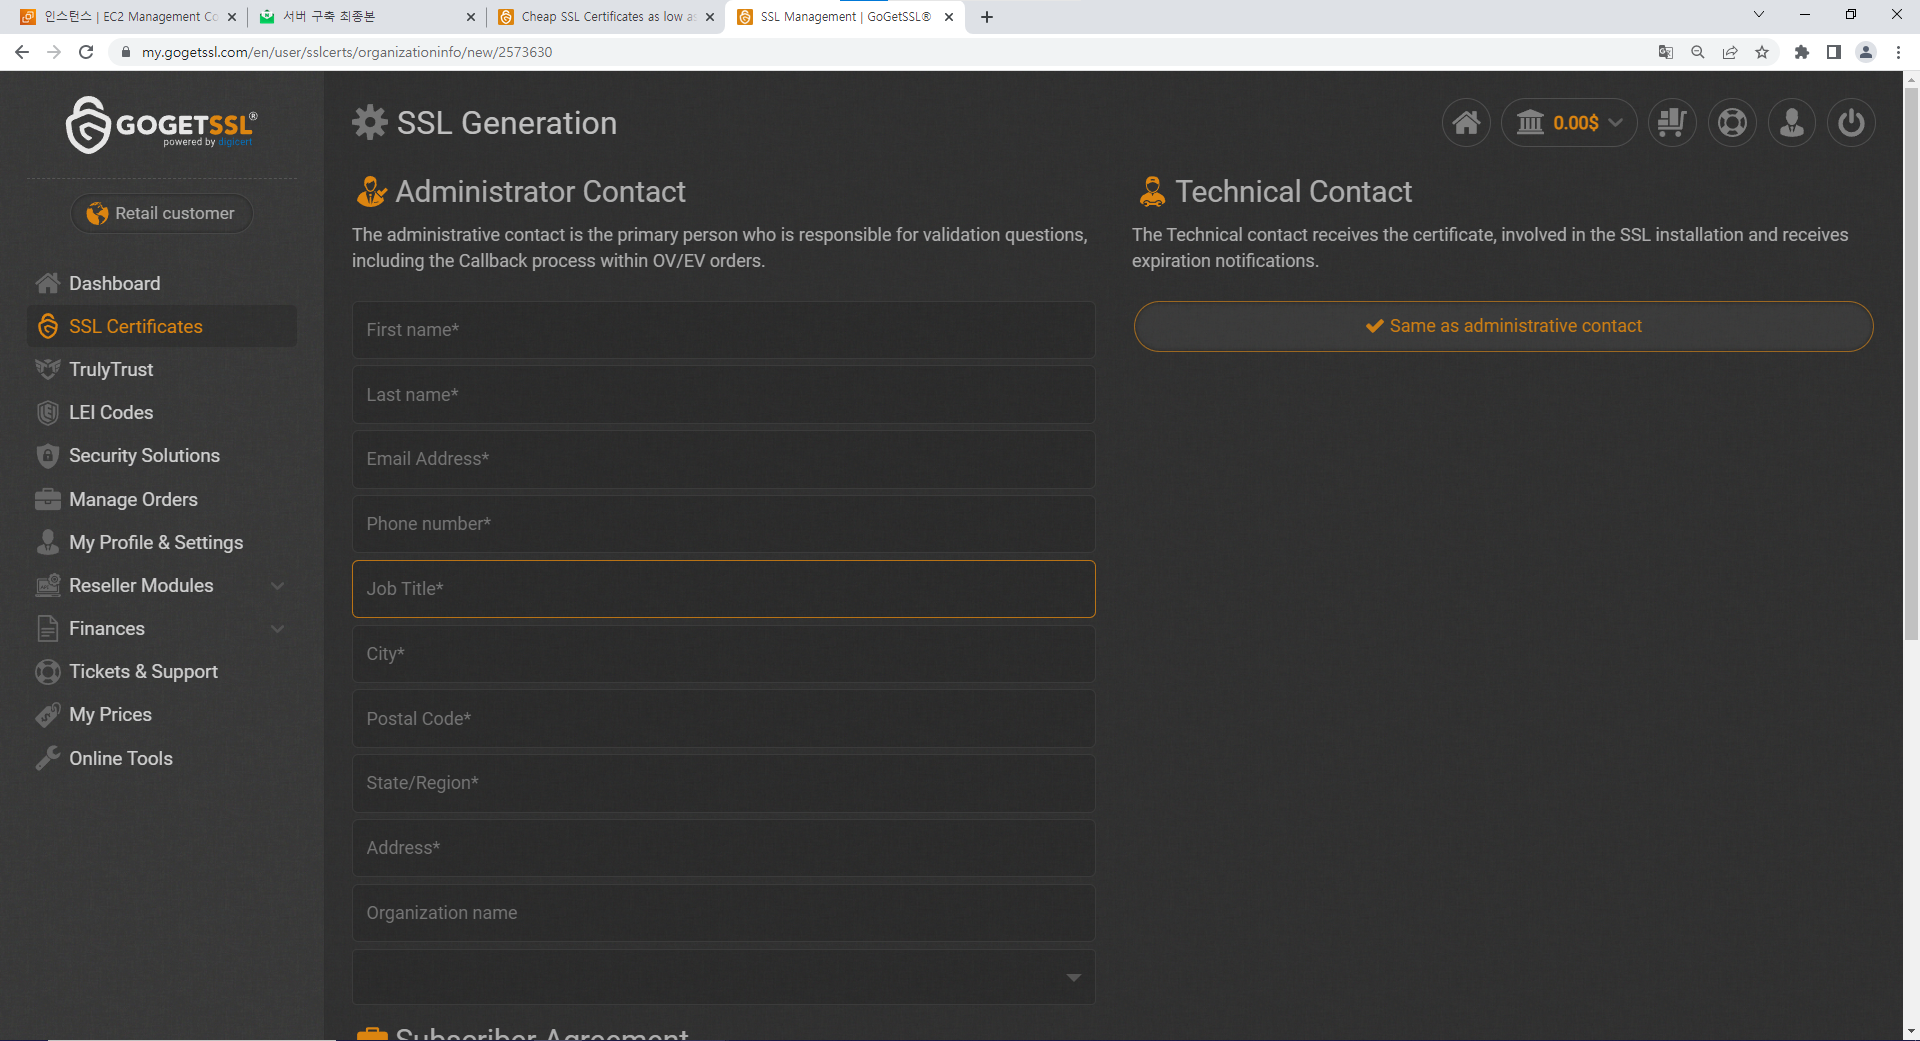 인스턴스 | EC2 Management Co
서버 구축 최종본
Cheap SSL Certificates as low as
SSL Management | GoGetSSL®
my.gogetssl.com/en/user/sslcerts/organizationinfo/new/2573630
GOGETSSL®
powered by digicert
Retail customer
Dashboard
SSL Certificates
TrulyTrust
LEI Codes
Security Solutions
Manage Orders
My Profile & Settings
Reseller Modules
Finances
Tickets & Support
My Prices
Online Tools
SSL Generation
0.00$
Administrator Contact
The administrative contact is the primary person who is responsible for validation questions,
including the Callback process within OV/EV orders.
First name*
Last name*
Email Address*
Phone number*
Job Title*
City*
Postal Code*
State/Region*
Address*
Organization name
Technical Contact
The Technical contact receives the certificate, involved in the SSL installation and receives
expiration notifications.
Same as administrative contact
Subscriber Agreement